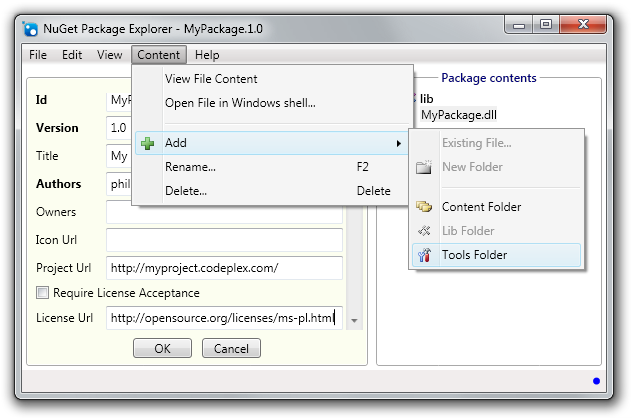 NuGet Package Explorer - MyPackage.1.0
File Edit View Content Help
View File Content
Open File in Windows shell...
Add
Rename... F2
Delete... Delete
Package contents
lib
MyPackage.dll
Existing File...
New Folder
Content Folder
Lib Folder
Tools Folder
Id
Version 1.0
Title My
Authors phil
Owners
Icon Url
Project Url http://myproject.codeplex.com/
Require License Acceptance
License Url http://opensource.org/licenses/ms-pl.html
OK Cancel